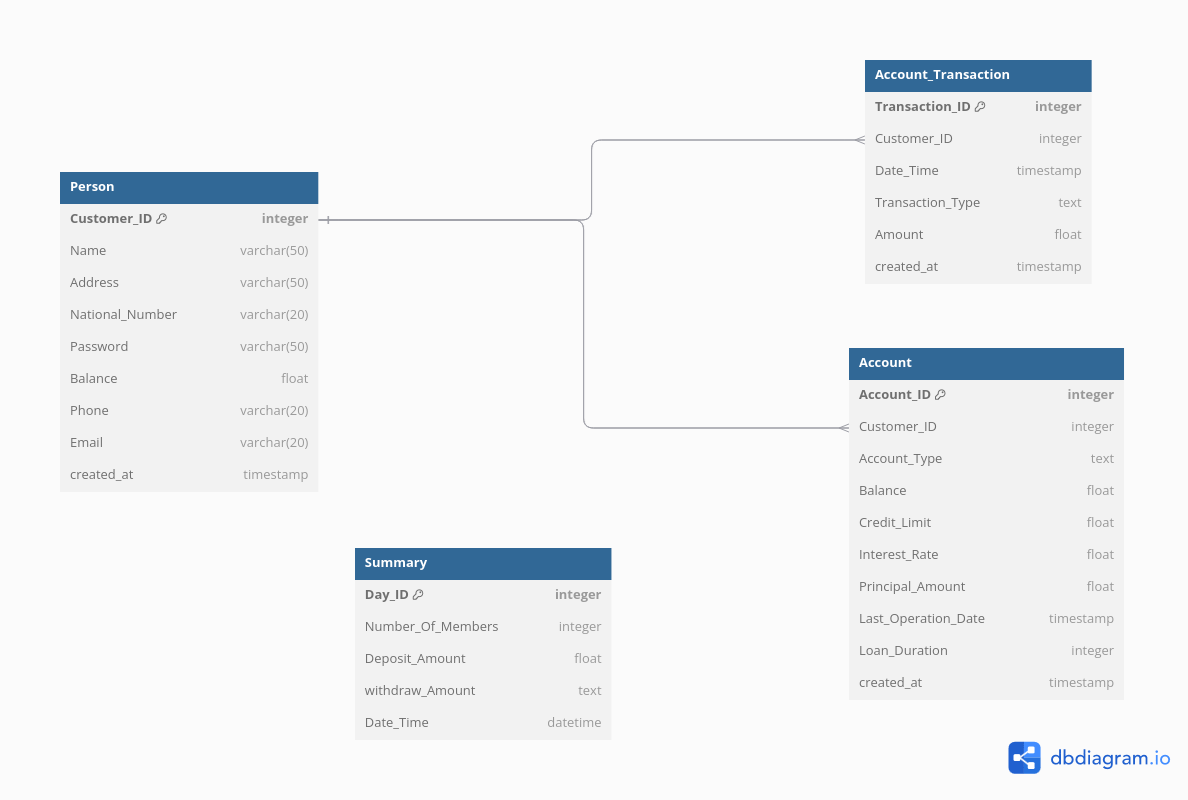 Person
Customer_ID integer
Name varchar(50)
Address varchar(50)
National_Number varchar(20)
Password varchar(50)
Balance float
Phone varchar(20)
Email varchar(20)
created_at timestamp
Account_Transaction
Transaction_ID integer
Customer_ID integer
Date_Time timestamp
Transaction_Type text
Amount float
created_at timestamp
Account
Account_ID integer
Customer_ID integer
Account_Type text
Balance float
Credit_Limit float
Interest_Rate float
Principal_Amount float
Last_Operation_Date timestamp
Loan_Duration integer
created_at timestamp
Summary
Day_ID integer
Number_Of_Members integer
Deposit_Amount float
withdraw_Amount text
Date_Time datetime
dbdiagram.io